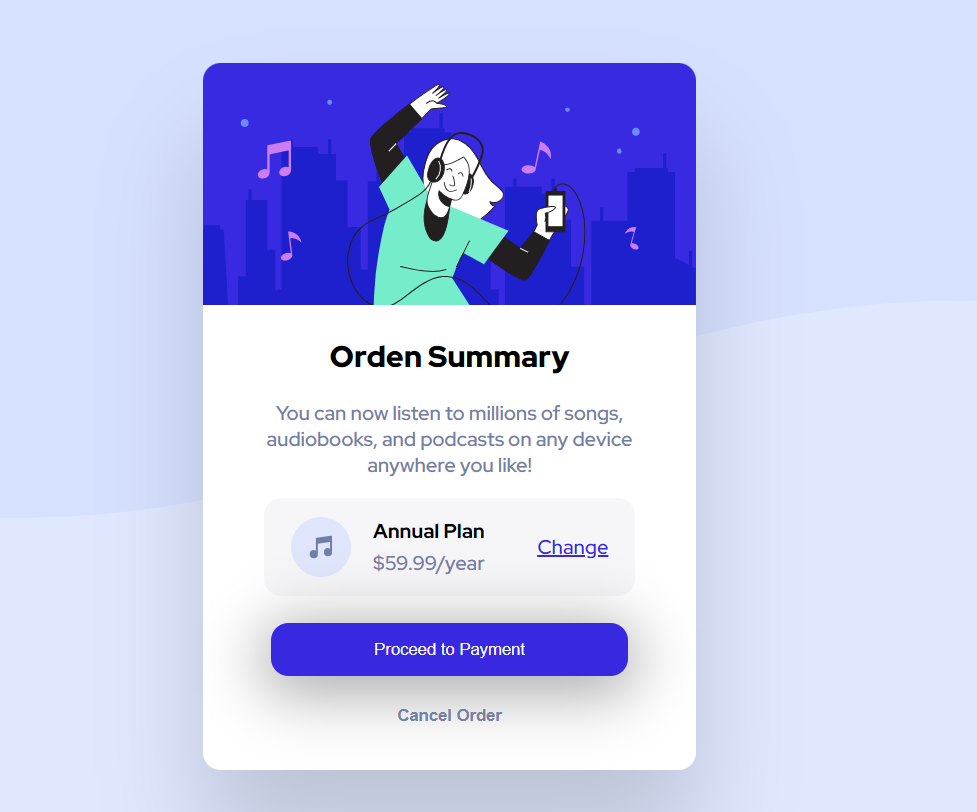 Orden Summary
You can now listen to millions of songs,
audiobooks, and podcasts on any device
anywhere you like!
Annual Plan
$59.99/year
Change
Proceed to Payment
Cancel Order